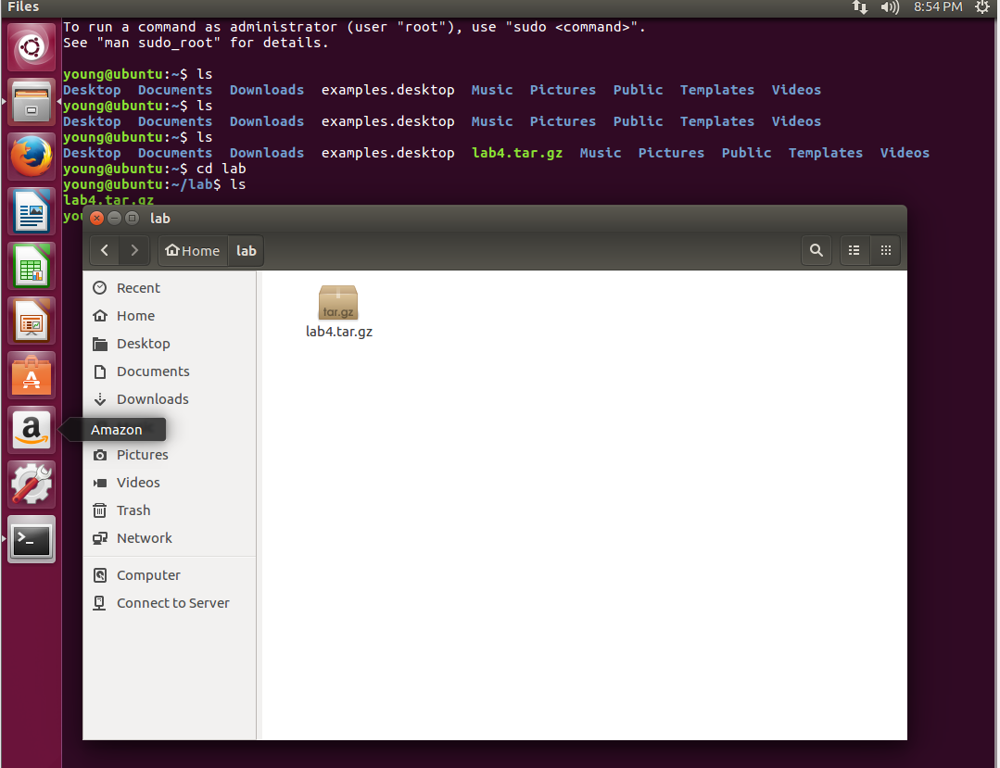 Files
8:54 PM
To run a command as administrator (user "root"), use "sudo <command>".
See "man sudo_root" for details.
young@ubuntu:~$ ls
Desktop Documents Downloads examples.desktop Music Pictures Public Templates Videos
young@ubuntu:~$ ls
Desktop Documents Downloads examples.desktop Music Pictures Public Templates Videos
young@ubuntu:~$ ls
Desktop Documents Downloads examples.desktop lab4.tar.gz Music Pictures Public Templates Videos
young@ubuntu:~$ cd lab
young@ubuntu:~/lab$ ls
lab4.tar.gz
lab
Home
lab
Recent
Home
Desktop
Documents
Downloads
Amazon
Pictures
Videos
Trash
Network
Computer
Connect to Server
tar.gz
lab4.tar.gz